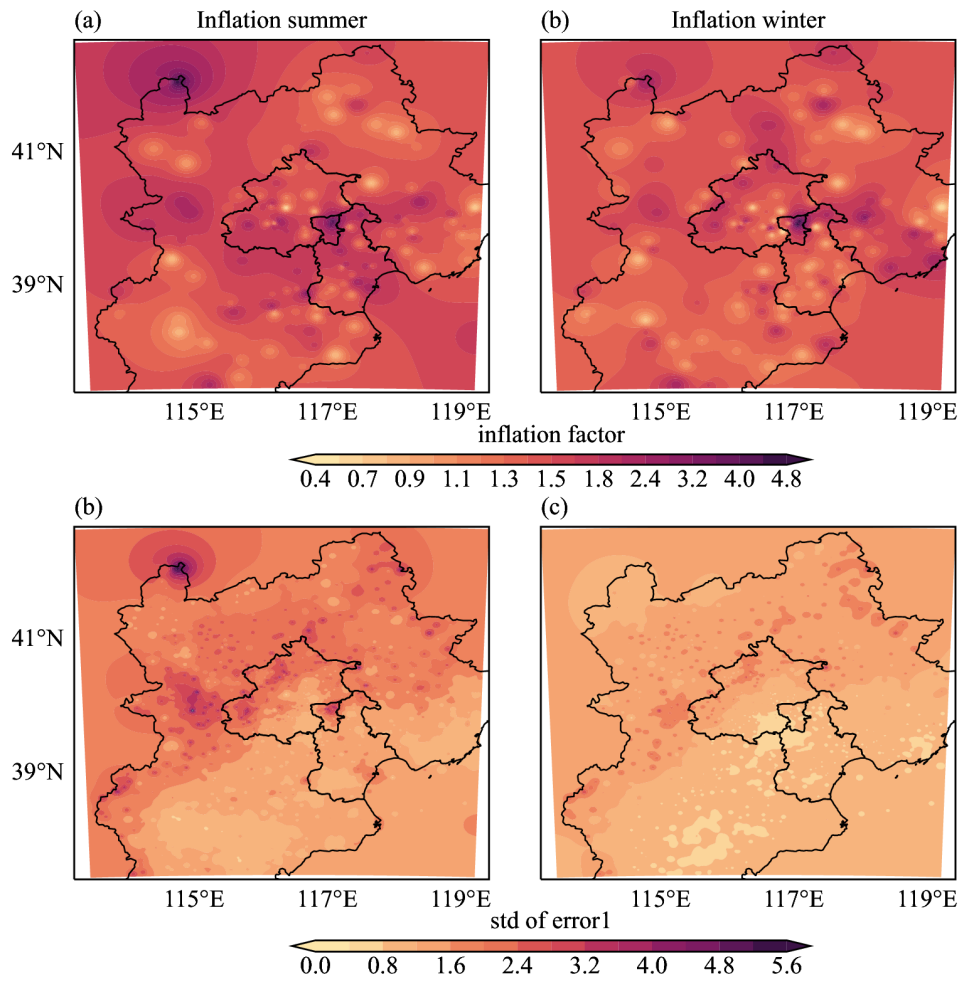 (a) Inflation summer
(b) Inflation winter
41°N
39°N
115°E 117°E 119°E
115°E 117°E 119°E
inflation factor
0.4 0.7 0.9 1.1 1.3 1.5 1.8 2.4 3.2 4.0 4.8
(b)
(c)
41°N
39°N
115°E 117°E 119°E
115°E 117°E 119°E
std of error1
0.0 0.8 1.6 2.4 3.2 4.0 4.8 5.6